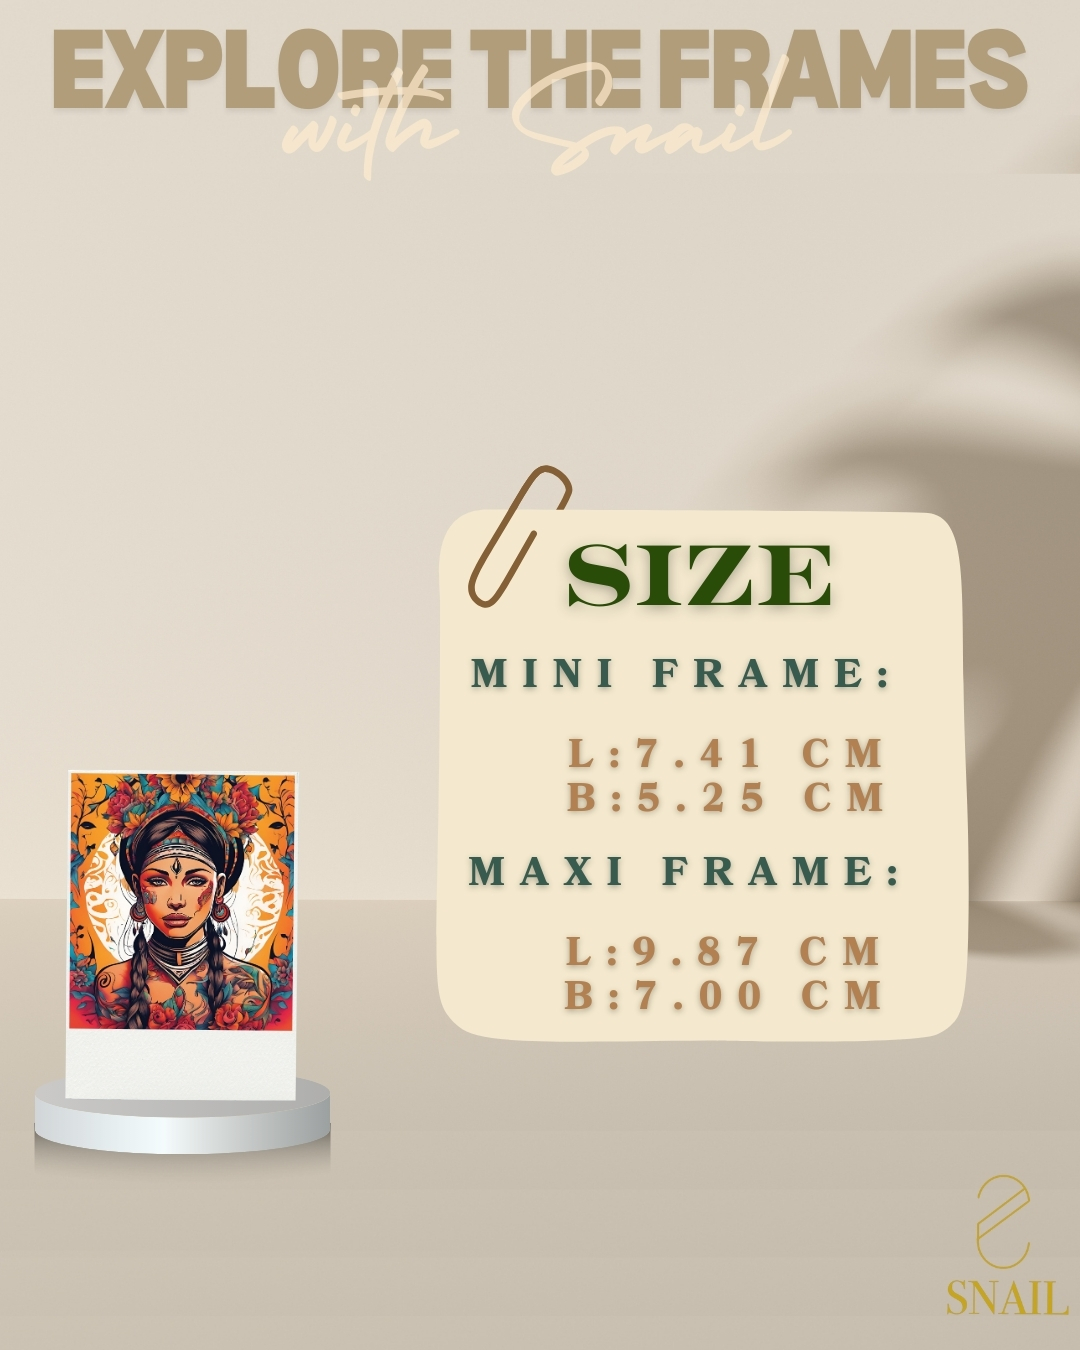 EXPLORE THE FRAMES
with Snail
SIZE
MINI FRAME:
L:7.41 CM
B:5.25 CM
MAXI FRAME:
L:9.87 CM
B:7.00 CM
SNAIL